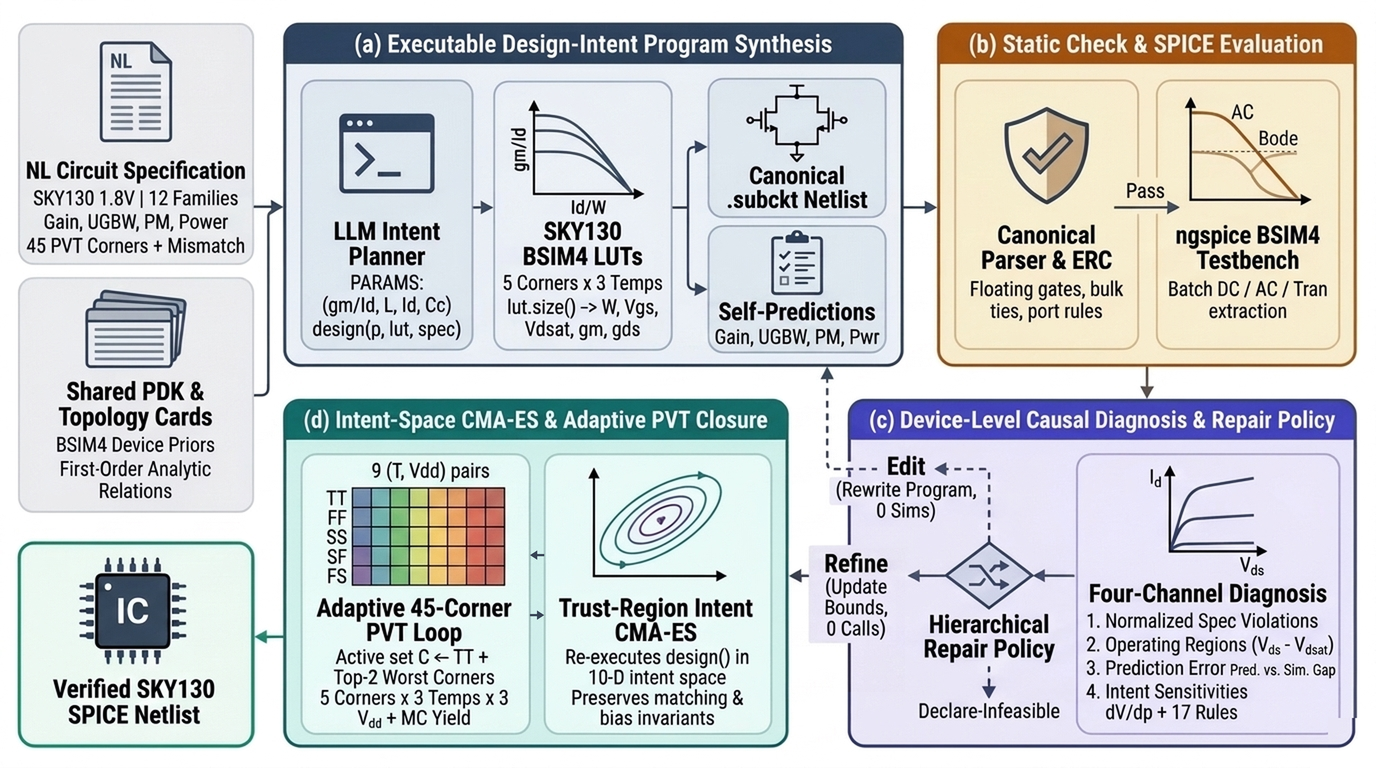 NL
NL Circuit Specification
SKY130 1.8V | 12 Families
Gain, UGBW, PM, Power
45 PVT Corners + Mismatch
Shared PDK &
Topology Cards
BSIM4 Device Priors
First-Order Analytic
Relations
(a) Executable Design-Intent Program Synthesis
LLM Intent
Planner
PARAMS:
(gm/Id, L, Id, Cc)
design(p, lut, spec)
gm/Id
Id/W
SKY130
BSIM4 LUTs
5 Corners x 3 Temps
lut.size() -> W, Vgs,
Vdsat, gm, gds
Canonical
.subckt Netlist
Self-Predictions
Gain, UGBW, PM, Pwr
(b) Static Check & SPICE Evaluation
Canonical
Parser & ERC
Floating gates, bulk
ties, port rules
Pass
AC
Bode
ngspice BSIM4
Testbench
Batch DC / AC / Tran
extraction
(c) Device-Level Causal Diagnosis & Repair Policy
Edit
(Rewrite Program,
0 Sims)
Refine
(Update
Bounds,
0 Calls)
Hierarchical
Repair Policy
Declare-Infeasible
Id
Vds
Four-Channel Diagnosis
1. Normalized Spec Violations
2. Operating Regions (Vds - Vdsat)
3. Prediction Error Pred. vs. Sim. Gap
4. Intent Sensitivities
dV/dp + 17 Rules
(d) Intent-Space CMA-ES & Adaptive PVT Closure
9 (T, Vdd) pairs
TT
FF
SS
SF
FS
Adaptive 45-Corner
PVT Loop
Active set C ← TT +
Top-2 Worst Corners
5 Corners x 3 Temps x 3
Vdd + MC Yield
Trust-Region Intent
CMA-ES
Re-executes design() in
10-D intent space
Preserves matching &
bias invariants
IC
Verified SKY130
SPICE Netlist